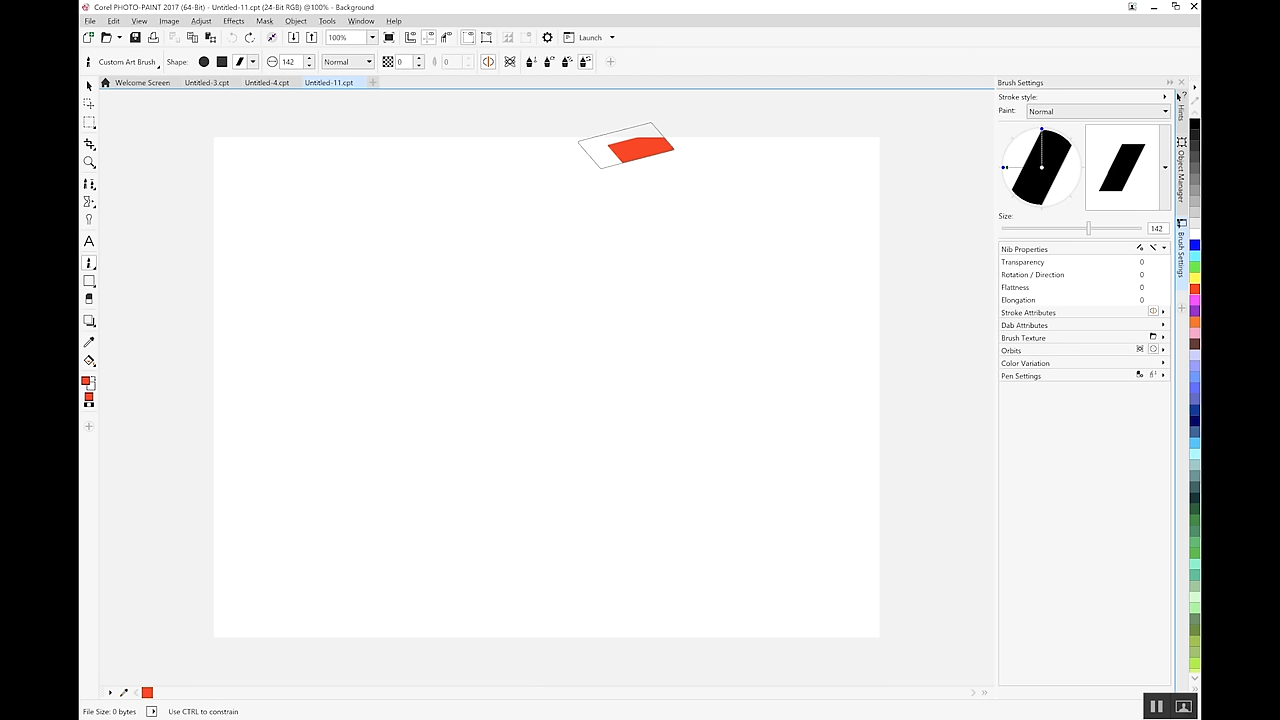 Corel PHOTO-PAINT 2017 (64-Bit) - Untitled-11.cpt (24-Bit RGB) @100% - Background
File Edit View Image Adjust Effects Mask Object Tools Window Help
100% Launch
Custom Art Brush Shape: 142 Normal 0 0
Welcome Screen Untitled-3.cpt Untitled-4.cpt Untitled-11.cpt
Brush Settings
Stroke style:
Paint: Normal
Size:
142
Nib Properties
Transparency 0
Rotation / Direction 0
Flattness 0
Elongation 0
Stroke Attributes
Dab Attributes
Brush Texture
Orbits
Color Variation
Pen Settings
Hints
Object Manager
Brush Settings
File Size: 0 bytes Use CTRL to constrain